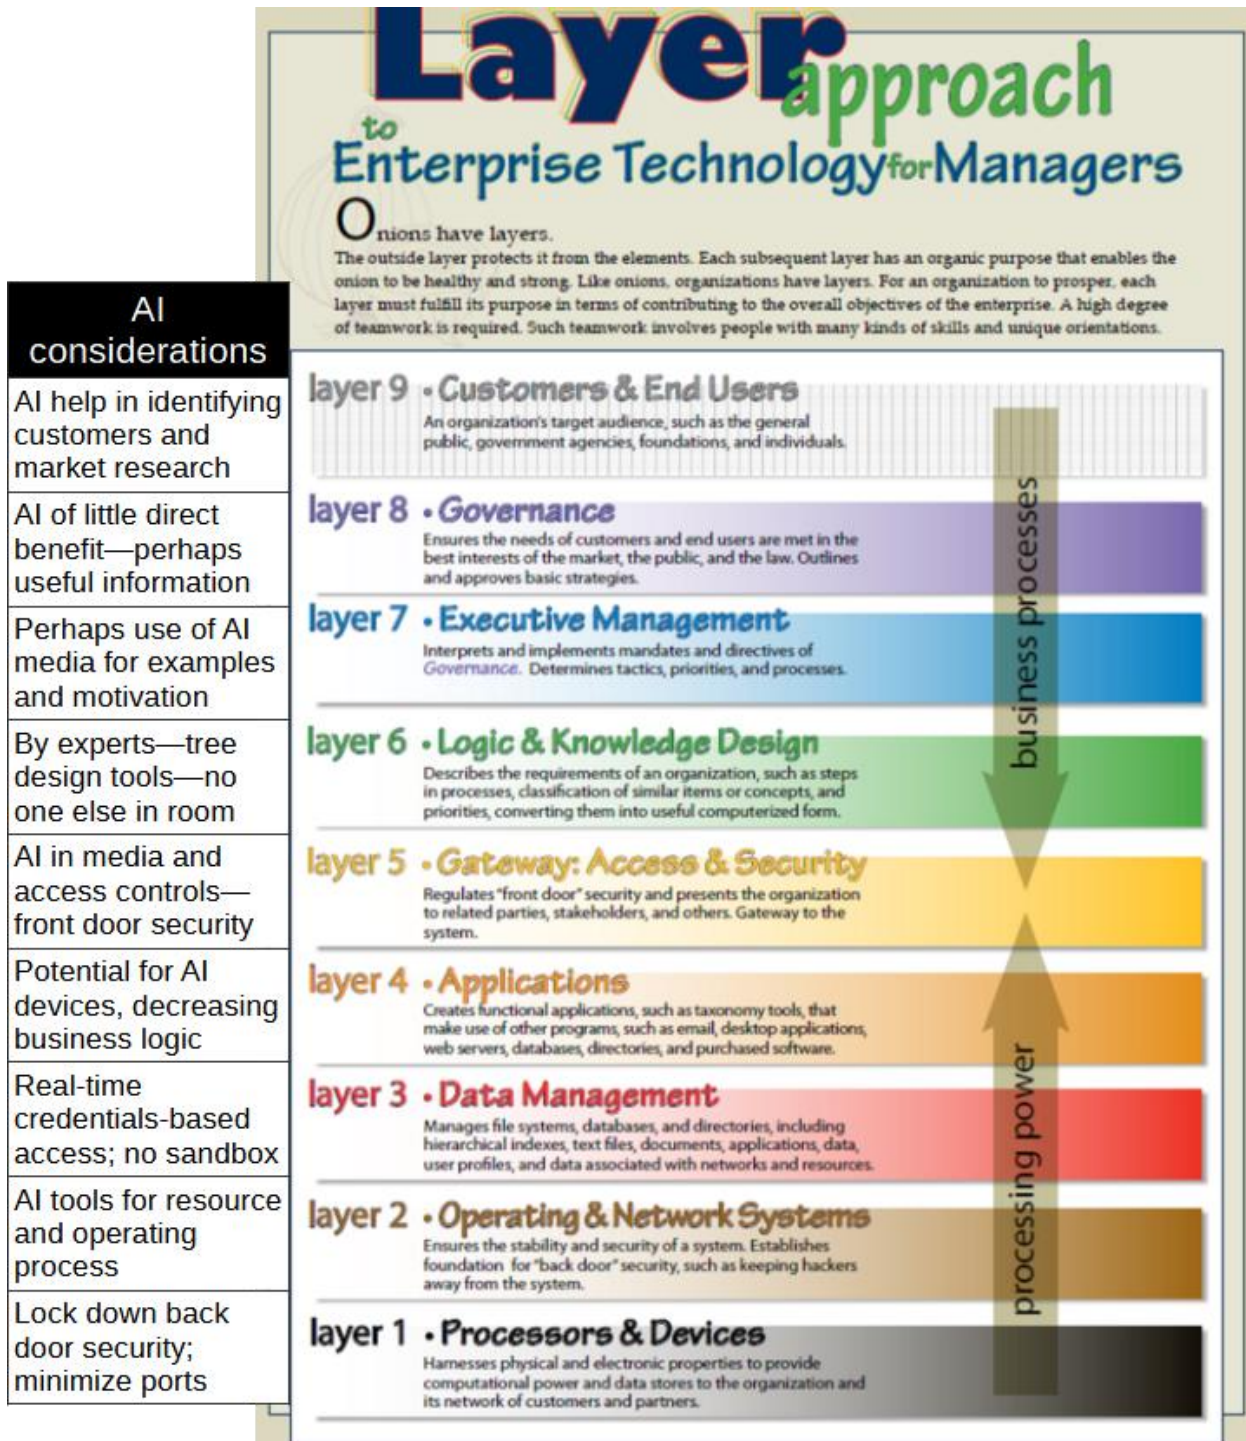 Layer
approach
to
Enterprise Technology for Managers
Onions have layers.
The outside layer protects it from the elements. Each subsequent layer has an organic purpose that enables the
onion to be healthy and strong. Like onions, organizations have layers. For an organization to prosper, each
layer must fulfill its purpose in terms of contributing to the overall objectives of the enterprise. A high degree
of teamwork is required. Such teamwork involves people with many kinds of skills and unique orientations.
AI
considerations
AI help in identifying
customers and
market research
AI of little direct
benefit—perhaps
useful information
Perhaps use of AI
media for examples
and motivation
By experts—tree
design tools—no
one else in room
AI in media and
access controls—
front door security
Potential for AI
devices, decreasing
business logic
Real-time
credentials-based
access; no sandbox
AI tools for resource
and operating
process
Lock down back
door security;
minimize ports
layer 9 • Customers & End Users
An organization's target audience, such as the general
public, government agencies, foundations, and individuals.
layer 8 • Governance
Ensures the needs of customers and end users are met in the
best interests of the market, the public, and the law. Outlines
and approves basic strategies.
layer 7 • Executive Management
Interprets and implements mandates and directives of
Governance. Determines tactics, priorities, and processes.
layer 6 • Logic & Knowledge Design
Describes the requirements of an organization, such as steps
in processes, classification of similar items or concepts, and
priorities, converting them into useful computerized form.
layer 5 • Gateway: Access & Security
Regulates "front door" security and presents the organization
to related parties, stakeholders, and others. Gateway to the
system.
layer 4 • Applications
Creates functional applications, such as taxonomy tools, that
make use of other programs, such as email, desktop applications,
web servers, databases, directories, and purchased software.
layer 3 • Data Management
Manages file systems, databases, and directories, including
hierarchical indexes, text files, documents, applications, data,
user profiles, and data associated with networks and resources.
layer 2 • Operating & Network Systems
Ensures the stability and security of a system. Establishes
foundation for "back door" security, such as keeping hackers
away from the system.
layer 1 • Processors & Devices
Harnesses physical and electronic properties to provide
computational power and data stores to the organization and
its network of customers and partners.
business processes
processing power